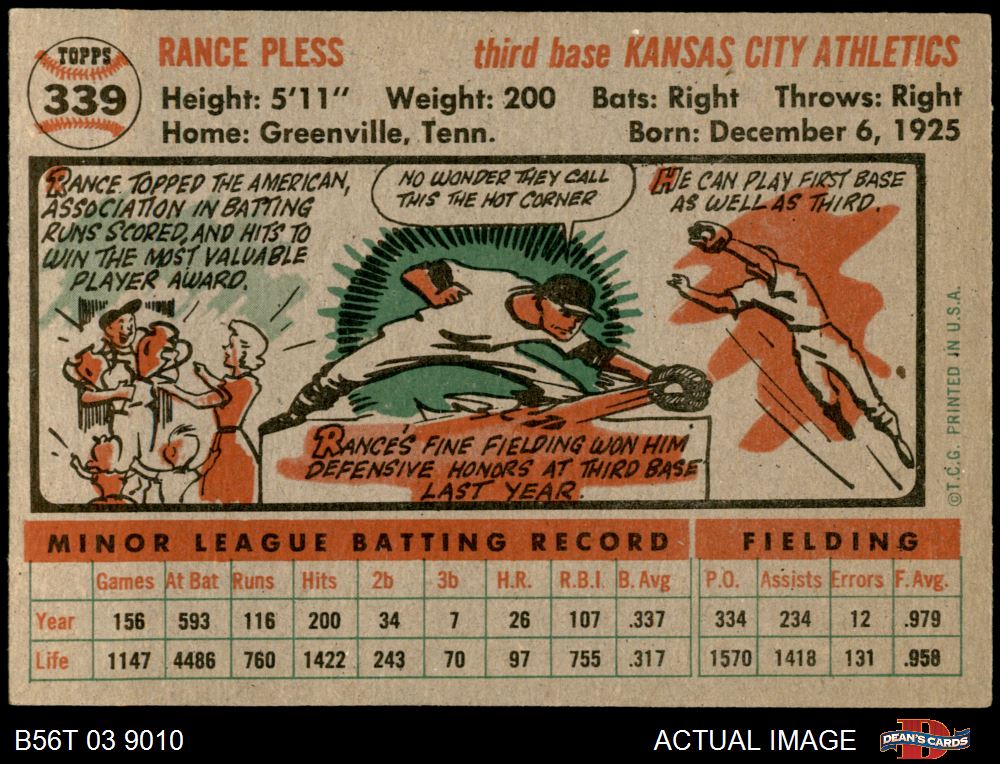 TOPPS
339
RANCE PLESS third base KANSAS CITY ATHLETICS
Height: 5'11" Weight: 200 Bats: Right Throws: Right
Home: Greenville, Tenn. Born: December 6, 1925
RANCE TOPPED THE AMERICAN,
ASSOCIATION IN BATTING
RUNS SCORED, AND HITS TO
WIN THE MOST VALUABLE
PLAYER AWARD.
NO WONDER THEY CALL
THIS THE HOT CORNER
HE CAN PLAY FIRST BASE
AS WELL AS THIRD.
RANCE'S FINE FIELDING WON HIM
DEFENSIVE HONORS AT THIRD BASE
LAST YEAR.
©T.C.G. PRINTED IN U.S.A.
MINOR LEAGUE BATTING RECORD FIELDING
Games At Bat Runs Hits 2b 3b H.R. R.B.I. B. Avg P.O. Assists Errors F. Avg.
Year 156 593 116 200 34 7 26 107 .337 334 234 12 .979
Life 1147 4486 760 1422 243 70 97 755 .317 1570 1418 131 .958
B56T 03 9010 ACTUAL IMAGE DEAN'S CARDS